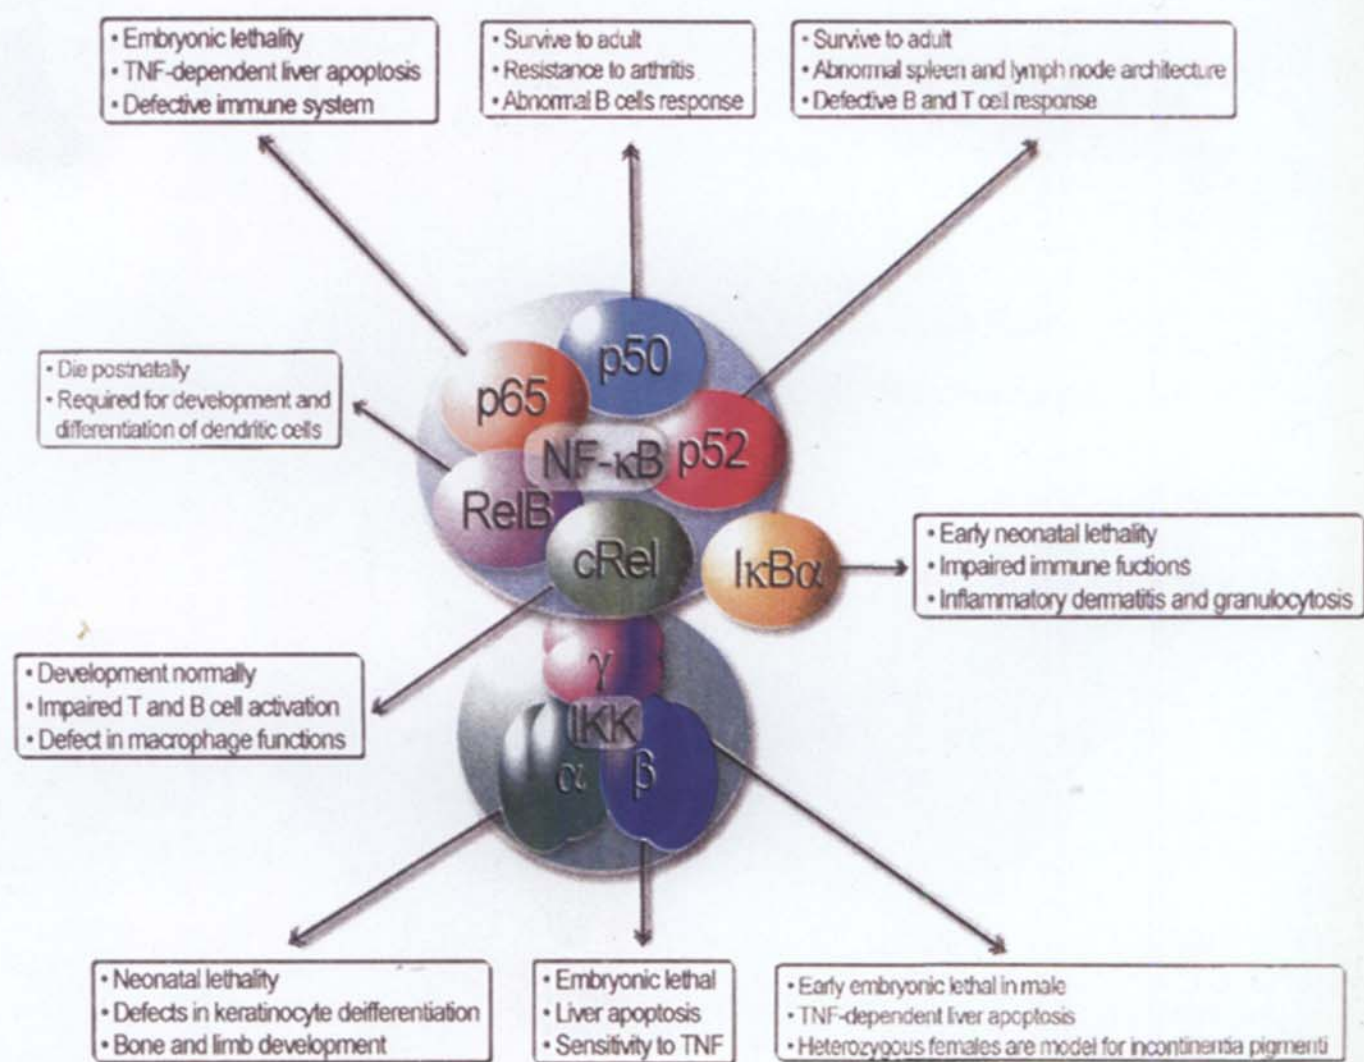 • Embryonic lethality
• TNF-dependent liver apoptosis
• Defective immune system
• Survive to adult
• Resistance to arthritis
• Abnormal B cells response
• Survive to adult
• Abnormal spleen and lymph node architecture
• Defective B and T cell response
• Die postnatally
• Required for development and
differentiation of dendritic cells
p50
p65
NF-κB
p52
RelB
cRel
IκBα
• Early neonatal lethality
• Impaired immune fuctions
• Inflammatory dermatitis and granulocytosis
• Development normally
• Impaired T and B cell activation
• Defect in macrophage functions
γ
IKK
α
β
• Neonatal lethality
• Defects in keratinocyte deifferentiation
• Bone and limb development
• Embryonic lethal
• Liver apoptosis
• Sensitivity to TNF
• Early embryonic lethal in male
• TNF-dependent liver apoptosis
• Heterozygous females are model for incontinentia pigmenti